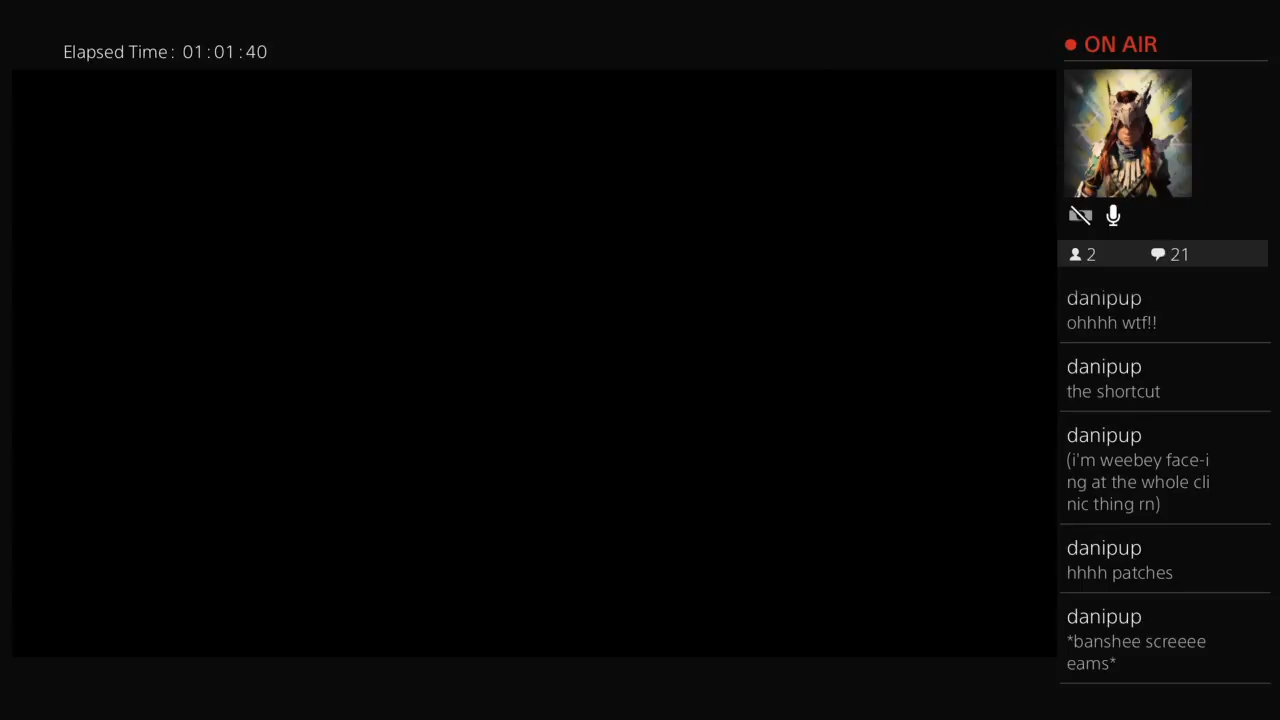 Elapsed Time: 01:01:40
ON AIR
2 21
danipup
ohhhh wtf!!
danipup
the shortcut
danipup
(i'm weebey face-i
ng at the whole cli
nic thing rn)
danipup
hhhh patches
danipup
*banshee screeee
eams*